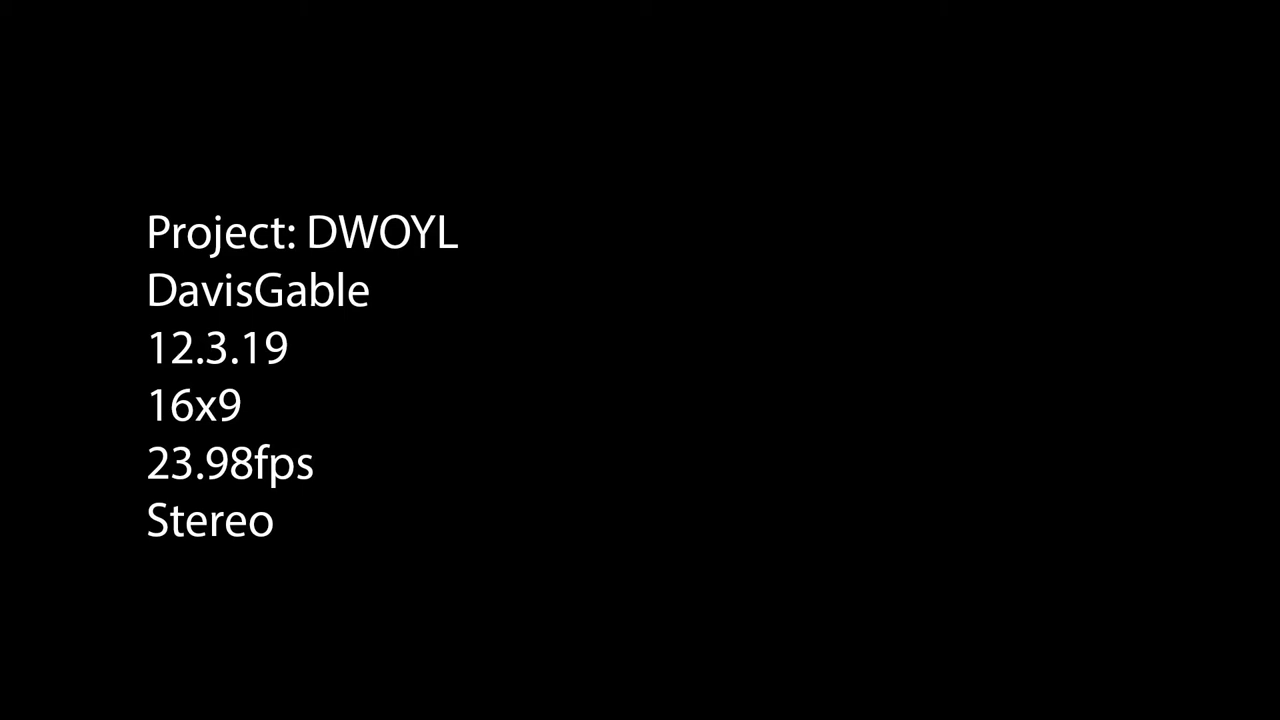 Project: DWOYL
DavisGable
12.3.19
16x9
23.98fps
Stereo